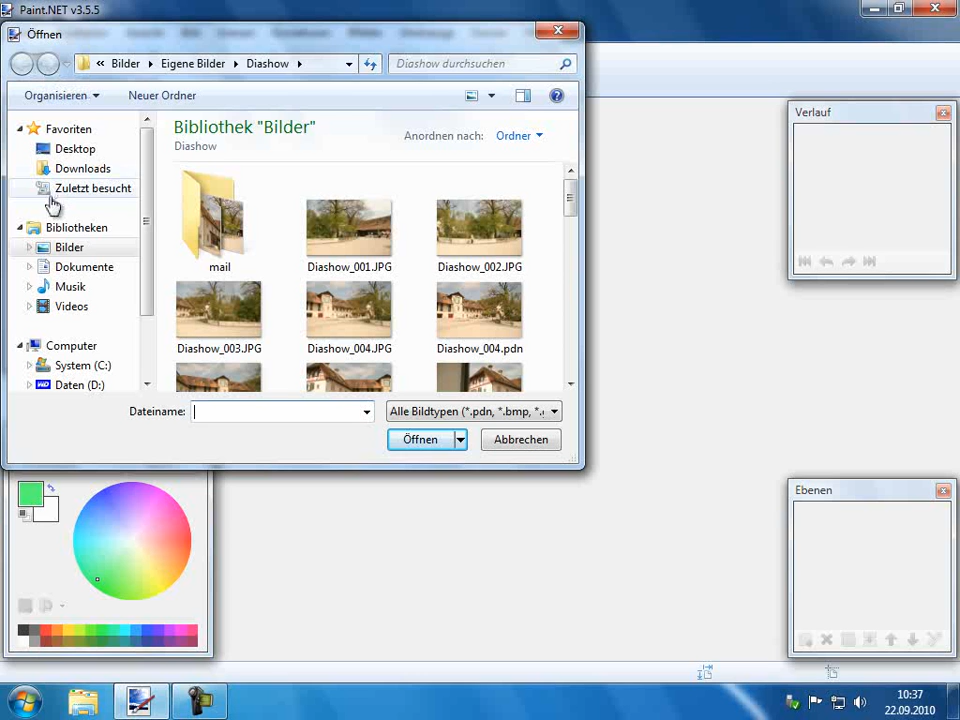 Paint.NET v3.5.5
Öffnen
« Bilder Eigene Bilder Diashow
Diashow durchsuchen
Organisieren
Neuer Ordner
Favoriten
Desktop
Downloads
Zuletzt besucht
Bibliotheken
Bilder
Dokumente
Musik
Videos
Computer
System (C:)
Daten (D:)
Bibliothek "Bilder"
Diashow
Anordnen nach: Ordner
mail
Diashow_001.JPG
Diashow_002.JPG
Diashow_003.JPG
Diashow_004.JPG
Diashow_004.pdn
Dateiname:
Alle Bildtypen (*.pdn, *.bmp, *.
Öffnen
Abbrechen
Verlauf
Ebenen
10:37
22.09.2010